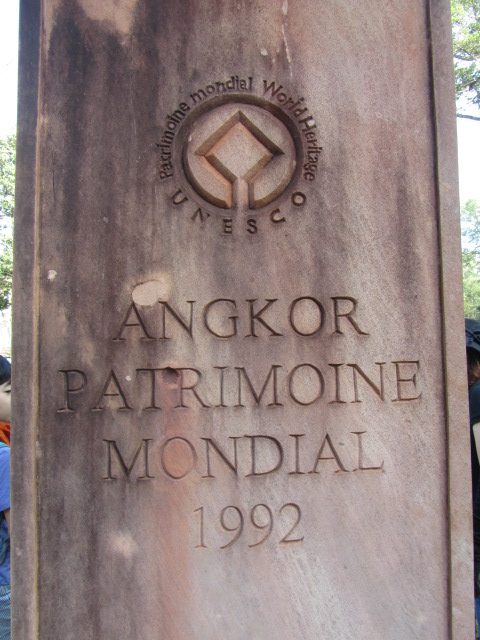 Patrimoine mondial World Heritage
UNESCO
ANGKOR
PATRIMOINE
MONDIAL
1992